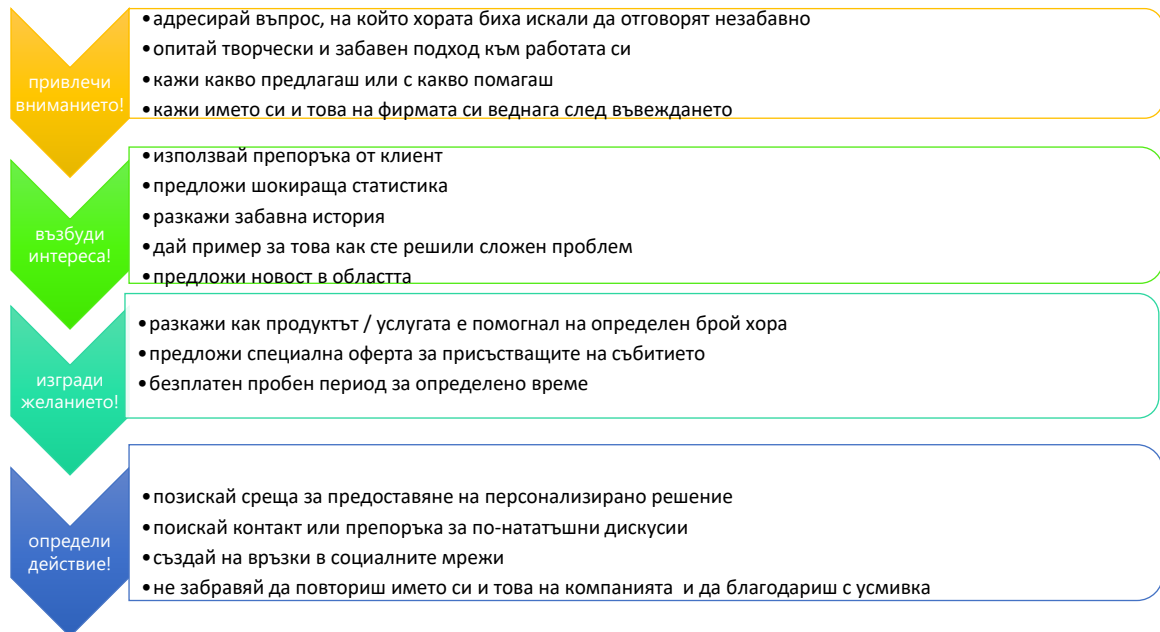 привлечи
вниманието!
•адресирай въпрос, на който хората биха искали да отговорят незабавно
•опитай творчески и забавен подход към работата си
•кажи какво предлагаш или с какво помагаш
•кажи името си и това на фирмата си веднага след въвеждането
възбуди
интереса!
•използвай препоръка от клиент
•предложи шокираща статистика
•разкажи забавна история
•дай пример за това как сте решили сложен проблем
•предложи новост в областта
изгради
желанието!
•разкажи как продуктът / услугата е помогнал на определен брой хора
•предложи специална оферта за присъстващите на събитието
•безплатен пробен период за определено време
определи
действие!
•позискай среща за предоставяне на персонализирано решение
•поискай контакт или препоръка за по-нататъшни дискусии
•създай на връзки в социалните мрежи
•не забравяй да повториш името си и това на компанията и да благодариш с усмивка